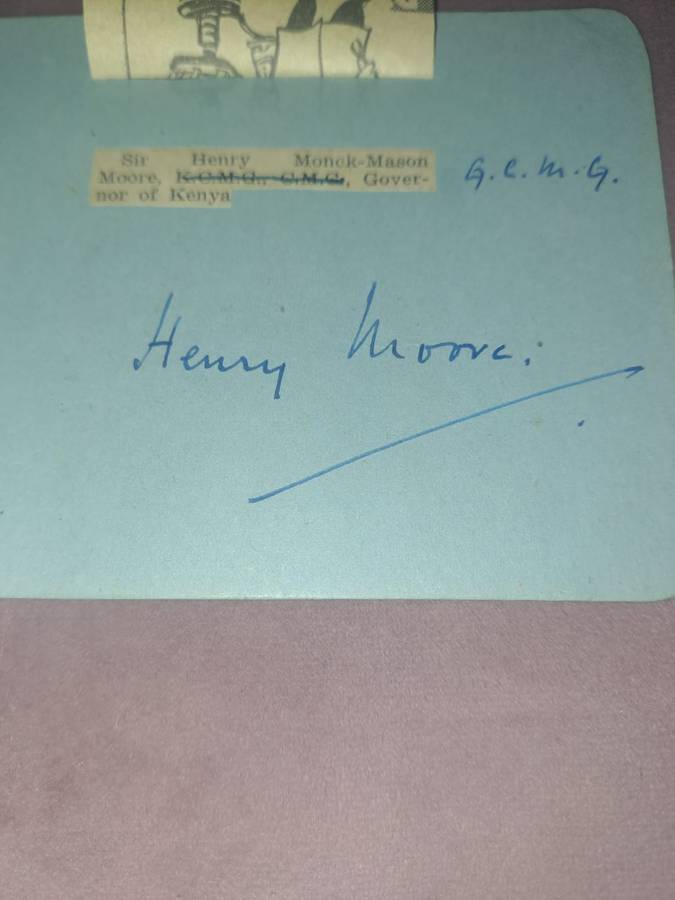 Sir Henry Monck-Mason
Moore, K.C.M.G., C.M.G., Gover-
nor of Kenya
G.C.M.G.
Henry Moore.